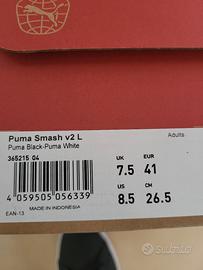 Puma Smash v2 L
Puma Black-Puma White
365215 04
Adults
UK
EUR
7.5
41
US
CM
8.5
26.5
4 059505 056339
EAN-13
MADE IN INDONESIA
Subito